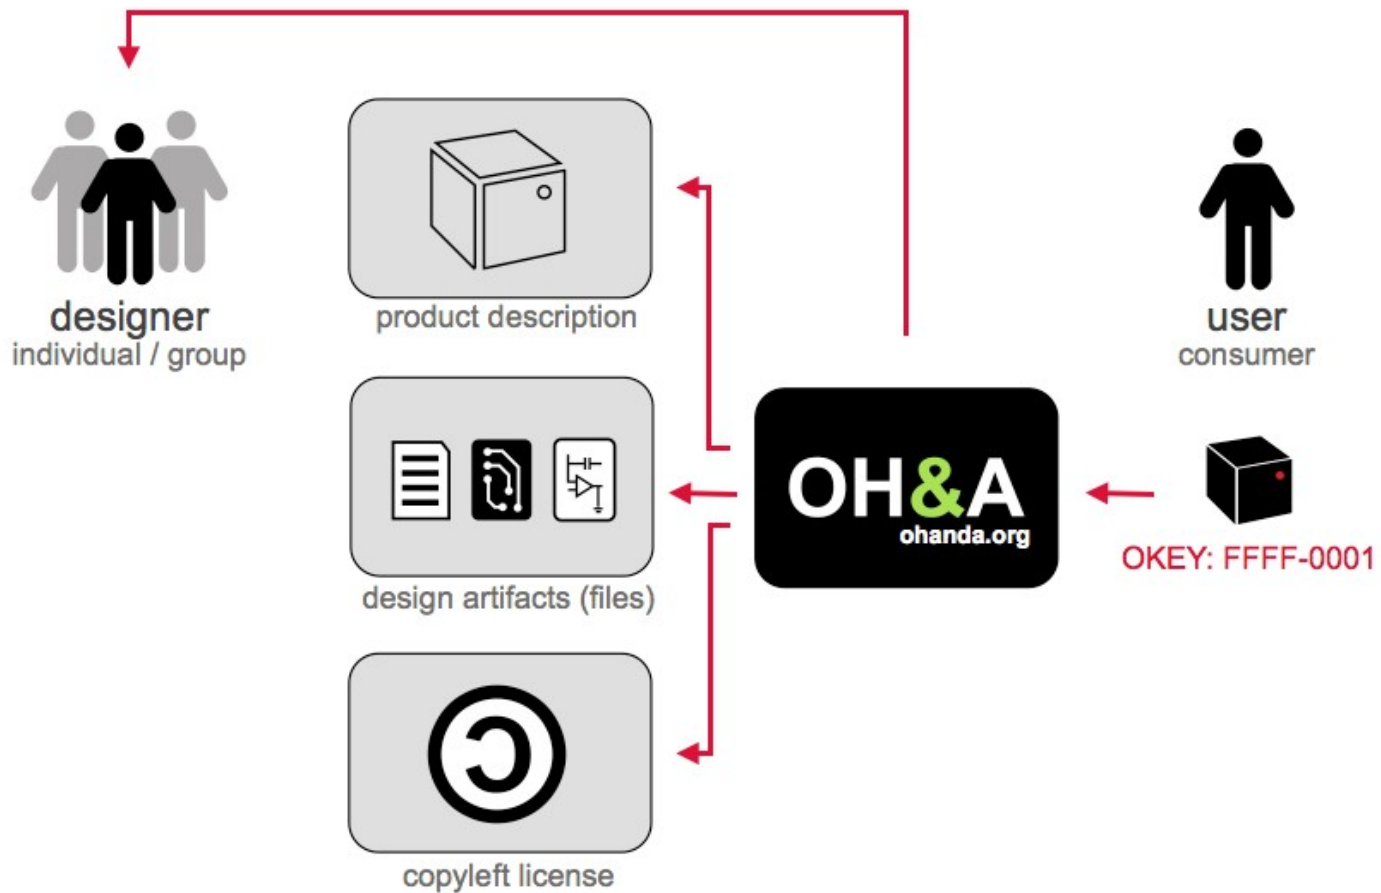 designer
individual / group
product description
design artifacts (files)
copyleft license
OH&A
ohanda.org
user
consumer
OKEY: FFFF-0001